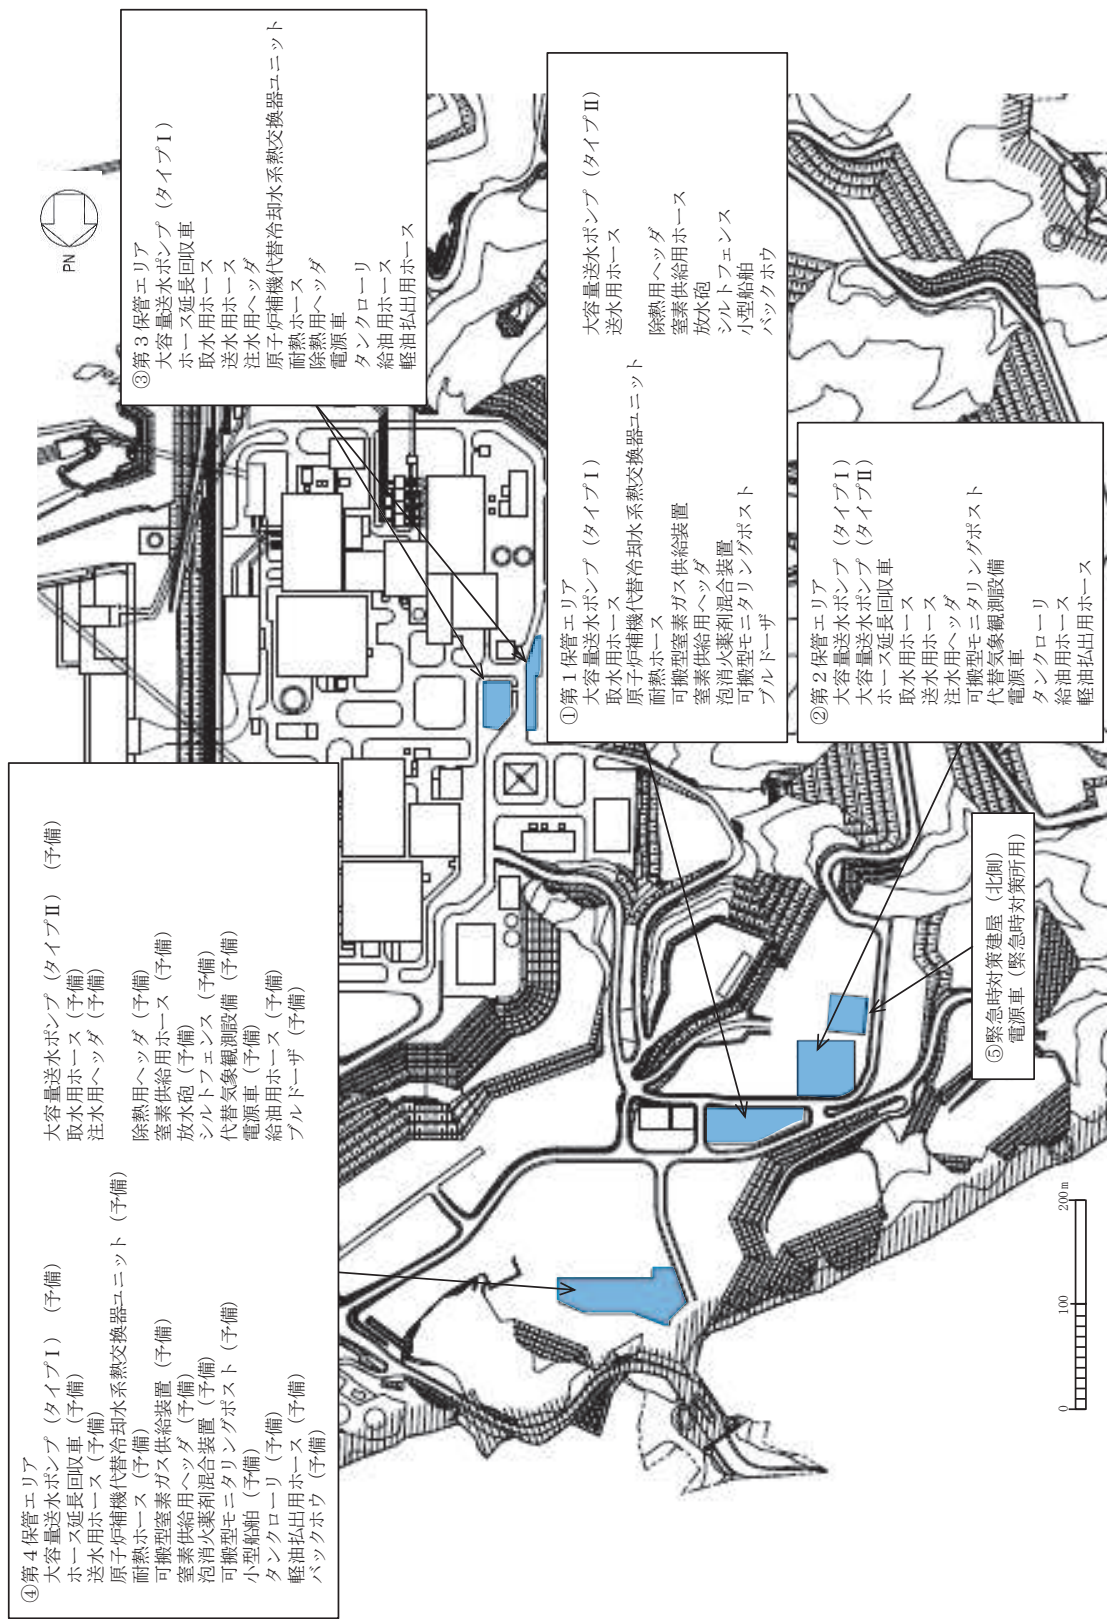 ④第４保管エリア
大容量送水ポンプ（タイプⅠ）（予備）
ホース延長回収車（予備）
送水用ホース（予備）
原子炉補機代替冷却水系熱交換器ユニット（予備）
耐熱ホース（予備）
可搬型窒素ガス供給装置（予備）
窒素供給用ヘッダ（予備）
泡消火薬剤混合装置（予備）
可搬型モニタリングポスト（予備）
小型船舶（予備）
タンクローリ（予備）
軽油払出用ホース（予備）
バックホウ（予備）
大容量送水ポンプ（タイプⅡ）（予備）
取水用ホース（予備）
注水用ヘッダ（予備）
除熱用ヘッダ（予備）
窒素供給用ホース（予備）
放水砲（予備）
シルトフェンス（予備）
代替気象観測設備（予備）
電源車（予備）
給油用ホース（予備）
ブルドーザ（予備）
③第３保管エリア
大容量送水ポンプ（タイプⅠ）
ホース延長回収車
取水用ホース
送水用ホース
注水用ヘッダ
原子炉補機代替冷却水系熱交換器ユニット
耐熱ホース
除熱用ヘッダ
電源車
タンクローリ
給油用ホース
軽油払出用ホース
PN
①第１保管エリア
大容量送水ポンプ（タイプⅠ）
取水用ホース
原子炉補機代替冷却水系熱交換器ユニット
耐熱ホース
可搬型窒素ガス供給装置
窒素供給用ヘッダ
泡消火薬剤混合装置
可搬型モニタリングポスト
ブルドーザ
大容量送水ポンプ（タイプⅡ）
送水用ホース
除熱用ヘッダ
窒素供給用ホース
放水砲
シルトフェンス
小型船舶
バックホウ
②第２保管エリア
大容量送水ポンプ（タイプⅠ）
大容量送水ポンプ（タイプⅡ）
ホース延長回収車
取水用ホース
送水用ホース
注水用ヘッダ
可搬型モニタリングポスト
代替気象観測設備
電源車
タンクローリ
給油用ホース
軽油払出用ホース
⑤緊急時対策建屋（北側）
電源車（緊急時対策所用）
0 100 200m